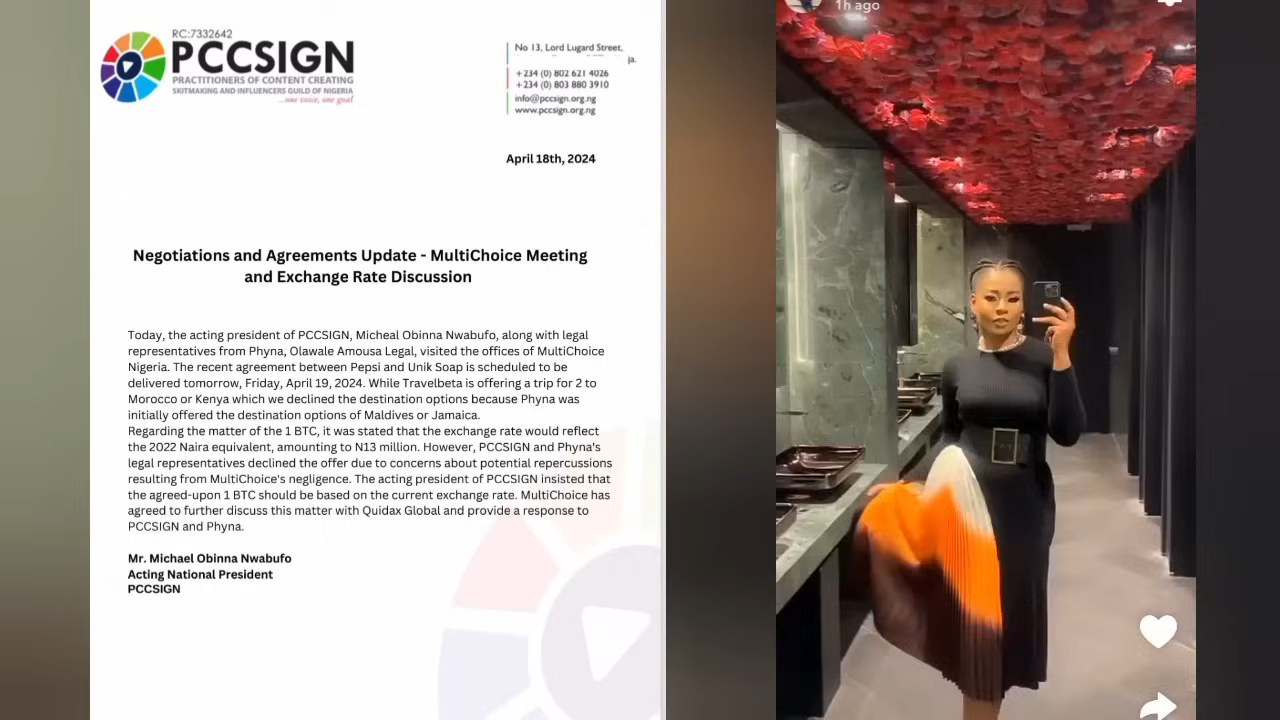 RC:7332642
PCCSIGN
PRACTITIONERS OF CONTENT CREATING
SKITMAKING AND INFLUENCERS GUILD OF NIGERIA
...one voice, one goal
No 13, Lord Lugard Street,
ja.
+234 (0) 802 621 4026
+234 (0) 803 880 3910
info@pccsign.org.ng
www.pccsign.org.ng
April 18th, 2024
Negotiations and Agreements Update - MultiChoice Meeting
and Exchange Rate Discussion
Today, the acting president of PCCSIGN, Micheal Obinna Nwabufo, along with legal
representatives from Phyna, Olawale Amousa Legal, visited the offices of MultiChoice
Nigeria. The recent agreement between Pepsi and Unik Soap is scheduled to be
delivered tomorrow, Friday, April 19, 2024. While Travelbeta is offering a trip for 2 to
Morocco or Kenya which we declined the destination options because Phyna was
initially offered the destination options of Maldives or Jamaica.
Regarding the matter of the 1 BTC, it was stated that the exchange rate would reflect
the 2022 Naira equivalent, amounting to N13 million. However, PCCSIGN and Phyna's
legal representatives declined the offer due to concerns about potential repercussions
resulting from MultiChoice's negligence. The acting president of PCCSIGN insisted that
the agreed-upon 1 BTC should be based on the current exchange rate. MultiChoice has
agreed to further discuss this matter with Quidax Global and provide a response to
PCCSIGN and Phyna.
Mr. Michael Obinna Nwabufo
Acting National President
PCCSIGN
1h ago